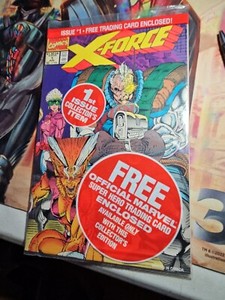 ISSUE #1 - FREE TRADING CARD ENCLOSED!
MARVEL
COMICS
X-FORCE
1st
ISSUE
COLLECTOR'S
ITEM!
FREE
OFFICIAL MARVEL
SUPER HERO TRADING CARD
ENCLOSED
AVAILABLE ONLY
WITH THIS
COLLECTOR'S
EDITION